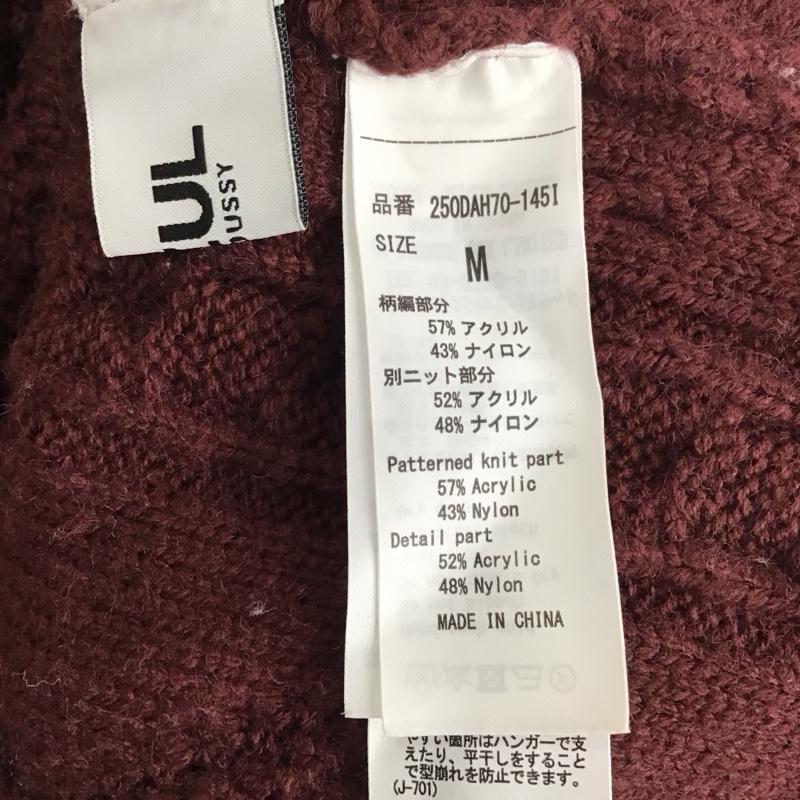 UL
USSY
品番 250DAH70-145I
SIZE
M
柄編部分
57% アクリル
43% ナイロン
別ニット部分
52% アクリル
48% ナイロン
Patterned knit part
57% Acrylic
43% Nylon
Detail part
52% Acrylic
48% Nylon
MADE IN CHINA
やすい箇所はハンガーで支
えたり、平干しをすること
で型崩れを防止できます。
(J-701)